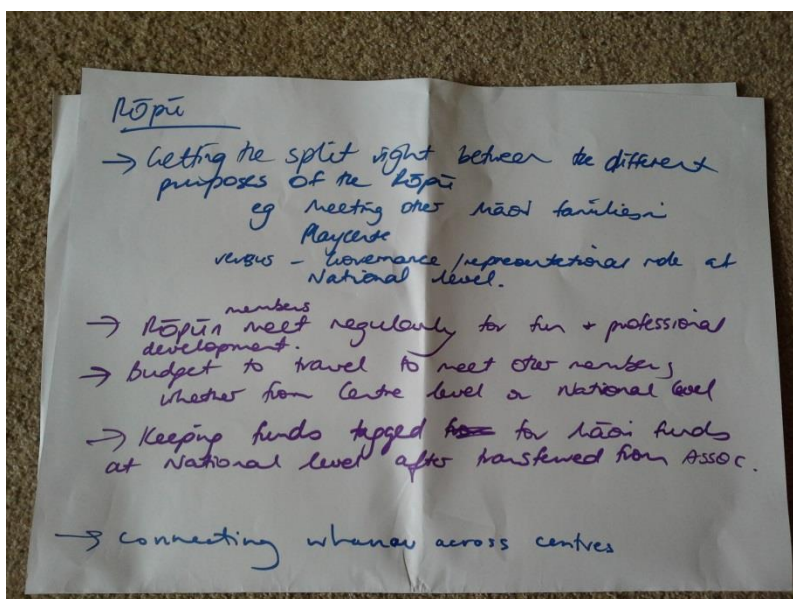 Rōpū
→ Getting the split right between the different
purposes of the Rōpū
eg Meeting other Māori families in
Playcentre
versus - Governance / representational role at
National level.
members
→ Rōpū meet regularly for fun + professional
development.
→ Budget to travel to meet other members,
whether from Centre level or National level
→ Keeping funds tagged for Māori funds
at National level after transferred from Assoc.
→ Connecting whanau across centres